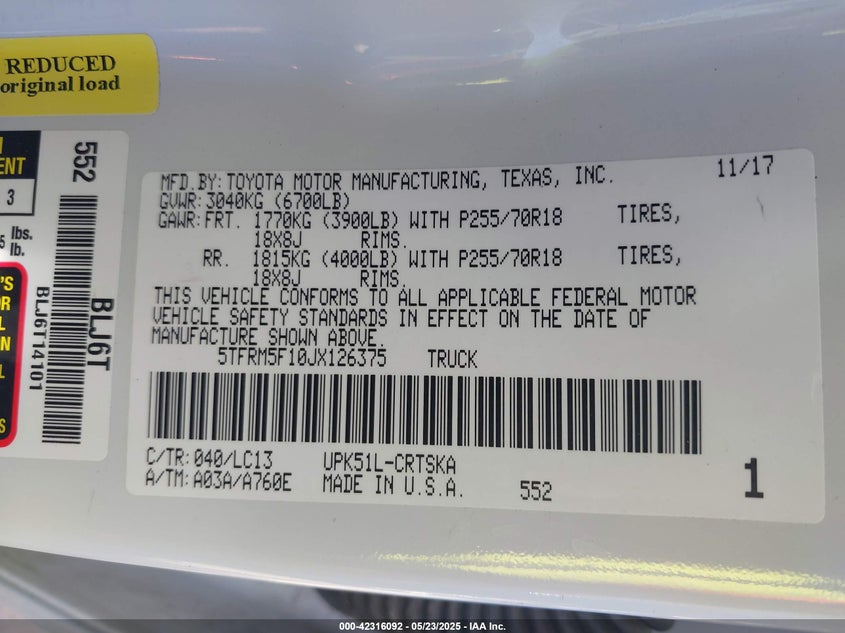 REDUCED
original load
552
ENT
3
lbs.
lb.
BLJ6T
BLJ6T14101
MFD.BY:TOYOTA MOTOR MANUFACTURING, TEXAS, INC. 11/17
GVWR:3040KG (6700LB)
GAWR:FRT. 1770KG (3900LB) WITH P255/70R18 TIRES,
18X8J RIMS.
RR. 1815KG (4000LB) WITH P255/70R18 TIRES,
18X8J RIMS.
THIS VEHICLE CONFORMS TO ALL APPLICABLE FEDERAL MOTOR
VEHICLE SAFETY STANDARDS IN EFFECT ON THE DATE OF
MANUFACTURE SHOWN ABOVE.
5TFRM5F10JX126375 TRUCK
C/TR:040/LC13 UPK51L-CRTSKA
A/TM:A03A/A760E MADE IN U.S.A. 552 1
000-42316092 - 05/23/2025 - IAA Inc.